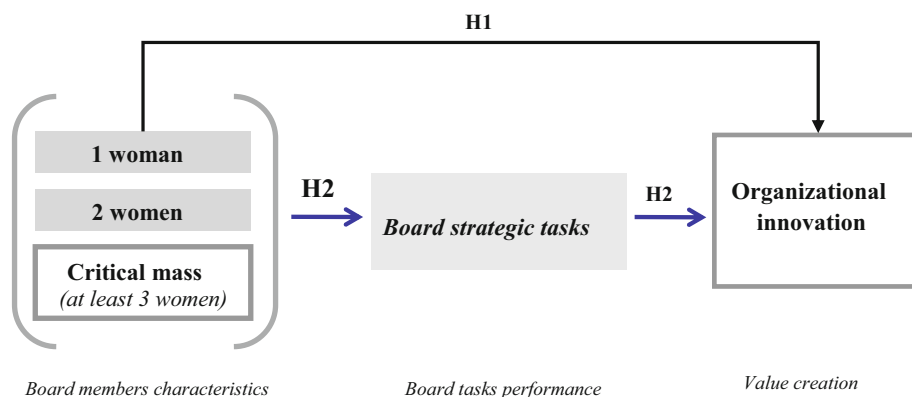 H1
1 woman
2 women
Critical mass
(at least 3 women)
H2
Board strategic tasks
H2
Organizational
innovation
Board members characteristics
Board tasks performance
Value creation